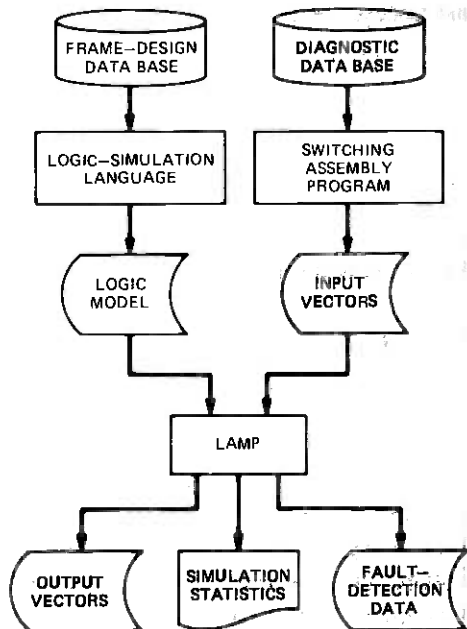 FRAME-DESIGN
DATA BASE
DIAGNOSTIC
DATA BASE
LOGIC-SIMULATION
LANGUAGE
SWITCHING
ASSEMBLY
PROGRAM
LOGIC
MODEL
INPUT
VECTORS
LAMP
OUTPUT
VECTORS
SIMULATION
STATISTICS
FAULT-
DETECTION
DATA